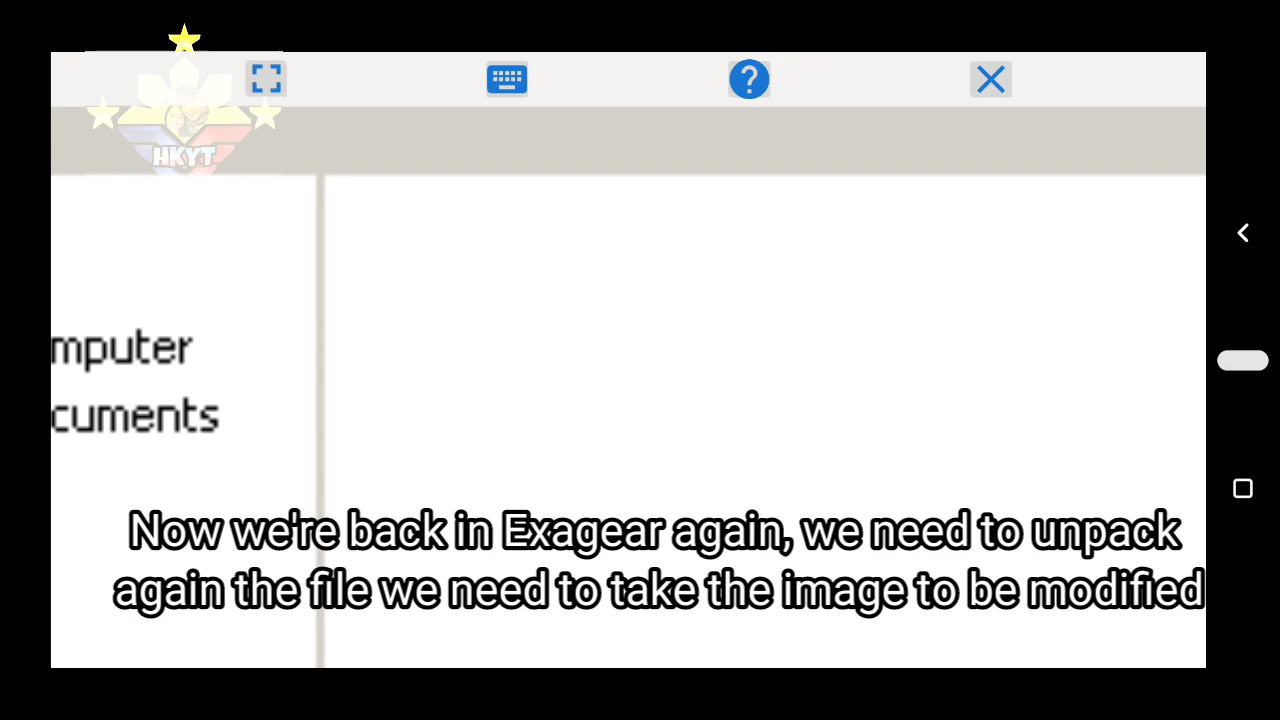 HKYT
mputer
cuments
Now we're back in Exagear again, we need to unpack
again the file we need to take the image to be modified